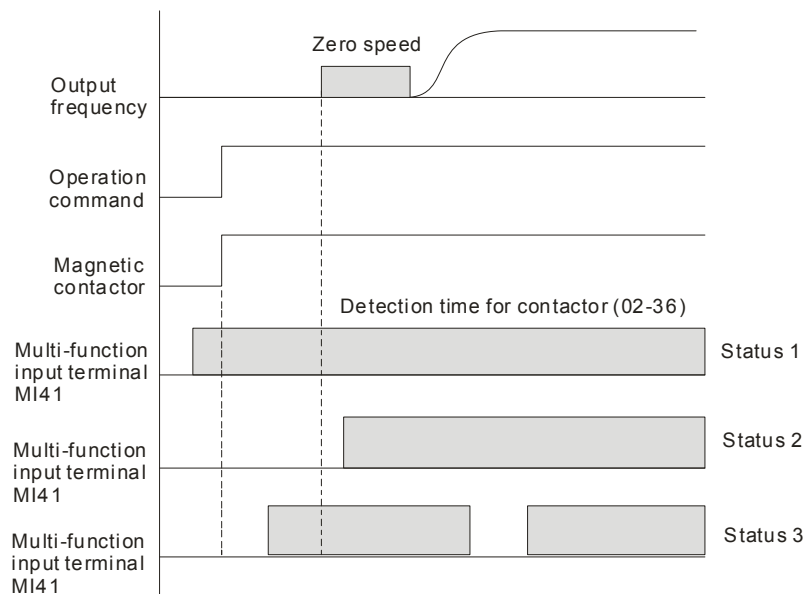 Zero speed
Output
frequency
Operation
command
Magnetic
contactor
Detection time for contactor (02-36)
Multi-function
input terminal
MI41
Status 1
Multi-function
input terminal
MI41
Status 2
Multi-function
input terminal
MI41
Status 3